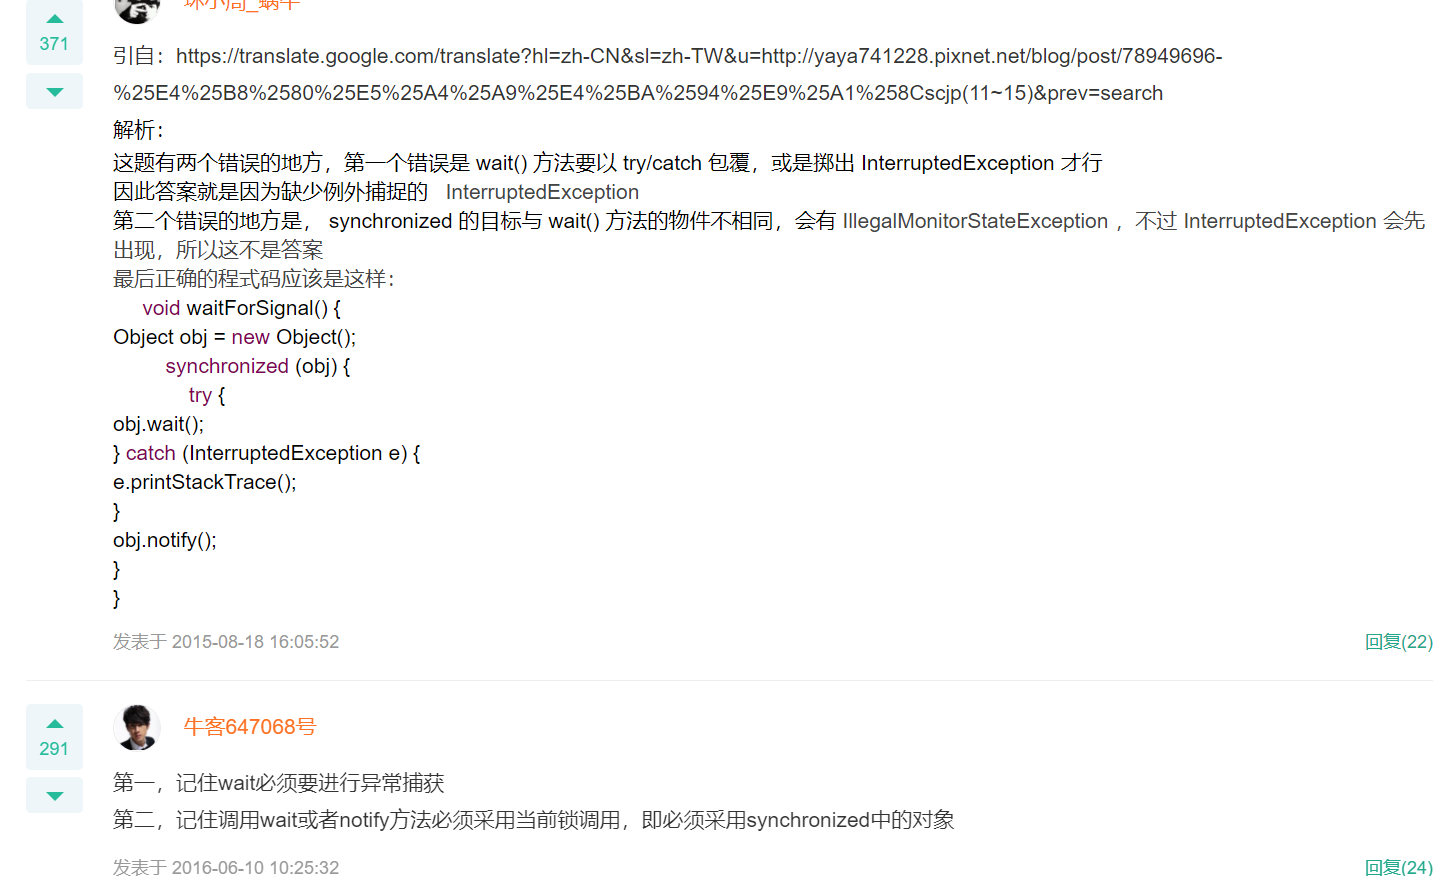 371
坏小周_蜗牛
引自：https://translate.google.com/translate?hl=zh-CN&sl=zh-TW&u=http://yaya741228.pixnet.net/blog/post/78949696-
%25E4%25B8%2580%25E5%25A4%25A9%25E4%25BA%2594%25E9%25A1%258Cscjp(11~15)&prev=search
解析：
这题有两个错误的地方，第一个错误是 wait() 方法要以 try/catch 包覆，或是掷出 InterruptedException 才行
因此答案就是因为缺少例外捕捉的 InterruptedException
第二个错误的地方是， synchronized 的目标与 wait() 方法的物件不相同，会有 IllegalMonitorStateException ，不过 InterruptedException 会先
出现，所以这不是答案
最后正确的程式码应该是这样：
void waitForSignal() {
Object obj = new Object();
synchronized (obj) {
try {
obj.wait();
} catch (InterruptedException e) {
e.printStackTrace();
}
obj.notify();
}
}
发表于 2015-08-18 16:05:52
回复(22)
291
牛客647068号
第一，记住wait必须要进行异常捕获
第二，记住调用wait或者notify方法必须采用当前锁调用，即必须采用synchronized中的对象
发表于 2016-06-10 10:25:32
回复(24)